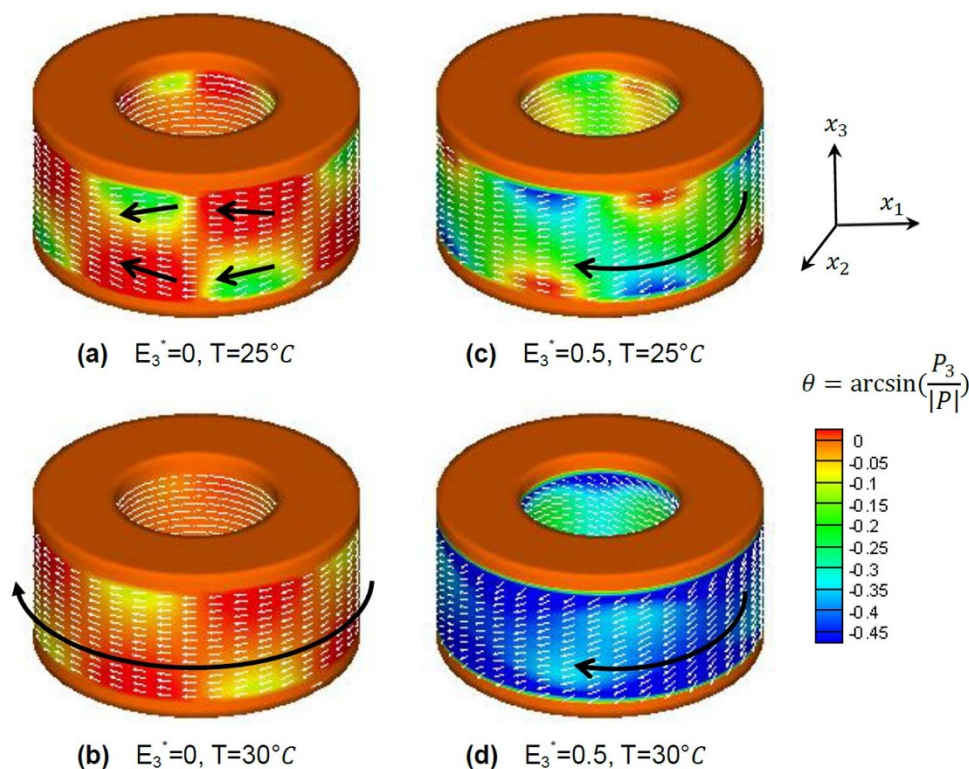 (a) E₃*=0, T=25°C
(c) E₃*=0.5, T=25°C
x₃
x₁
x₂
θ = arcsin(P₃/|P|)
0
-0.05
-0.1
-0.15
-0.2
-0.25
-0.3
-0.35
-0.4
-0.45
(b) E₃*=0, T=30°C
(d) E₃*=0.5, T=30°C